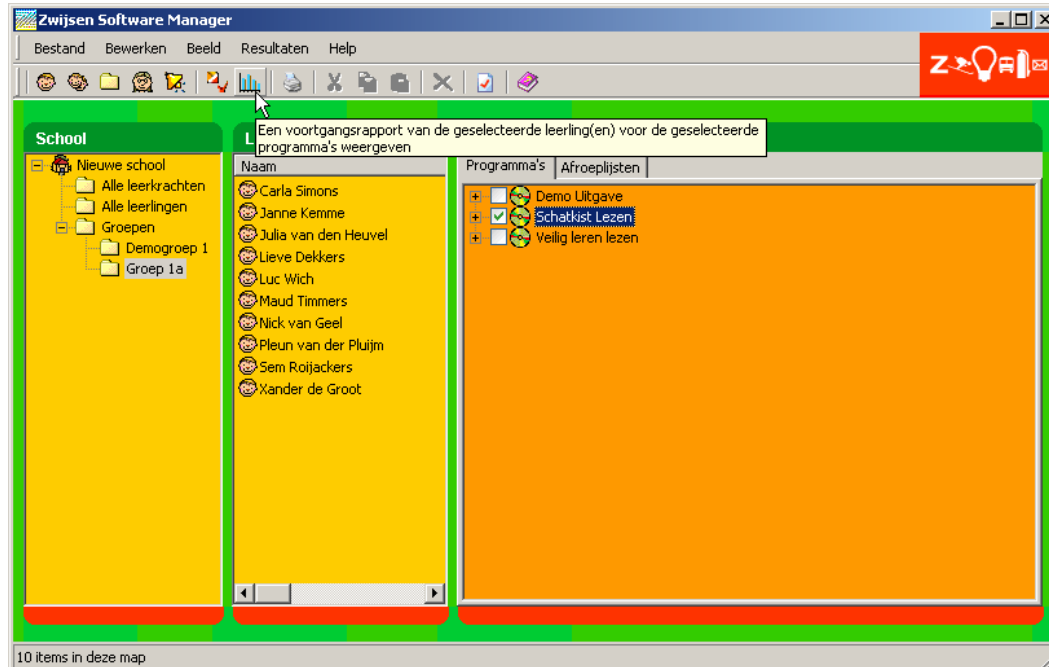 Zwijsen Software Manager
Bestand Bewerken Beeld Resultaten Help
Een voortgangsrapport van de geselecteerde leerling(en) voor de geselecteerde
programma's weergeven
School
L
Nieuwe school
Alle leerkrachten
Alle leerlingen
Groepen
Demogroep 1
Groep 1a
Naam
Carla Simons
Janne Kemme
Julia van den Heuvel
Lieve Dekkers
Luc Wich
Maud Timmers
Nick van Geel
Pleun van der Pluijm
Sem Roijackers
Xander de Groot
Programma's Afroeplijsten
Demo Uitgave
Schatkist Lezen
Veilig leren lezen
10 items in deze map